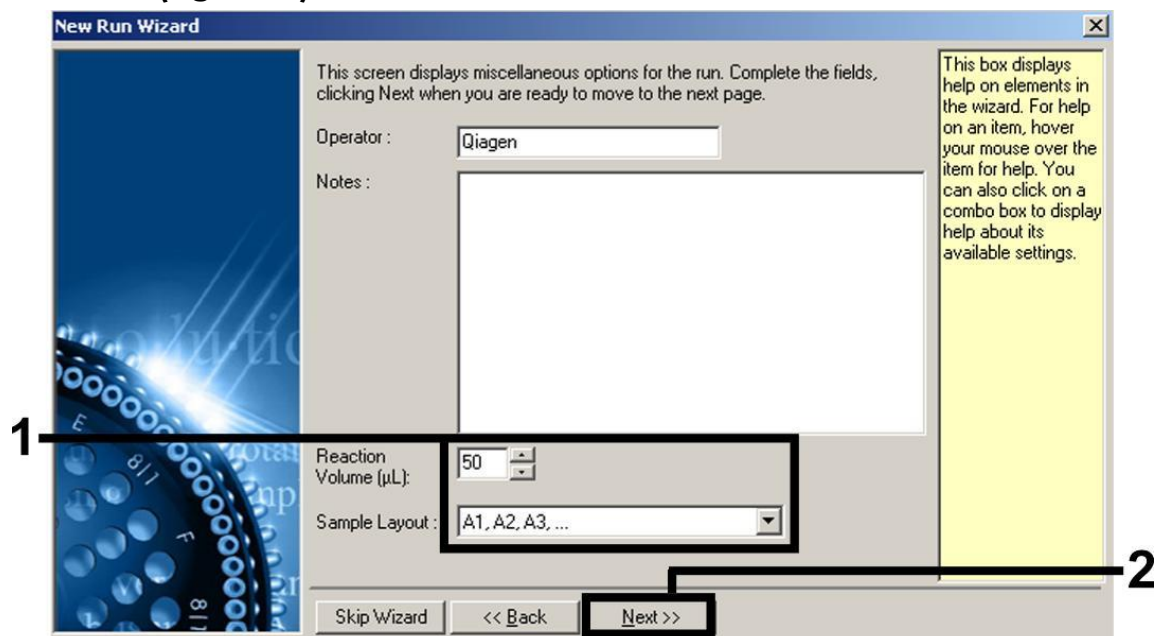 New Run Wizard
This screen displays miscellaneous options for the run. Complete the fields,
clicking Next when you are ready to move to the next page.
Operator :
Qiagen
Notes :
Reaction
Volume (µL):
50
Sample Layout :
A1, A2, A3, ...
Skip Wizard
<< Back
Next >>
This box displays
help on elements in
the wizard. For help
on an item, hover
your mouse over the
item for help. You
can also click on a
combo box to display
help about its
available settings.
1
2
E
8/1
F
8/1